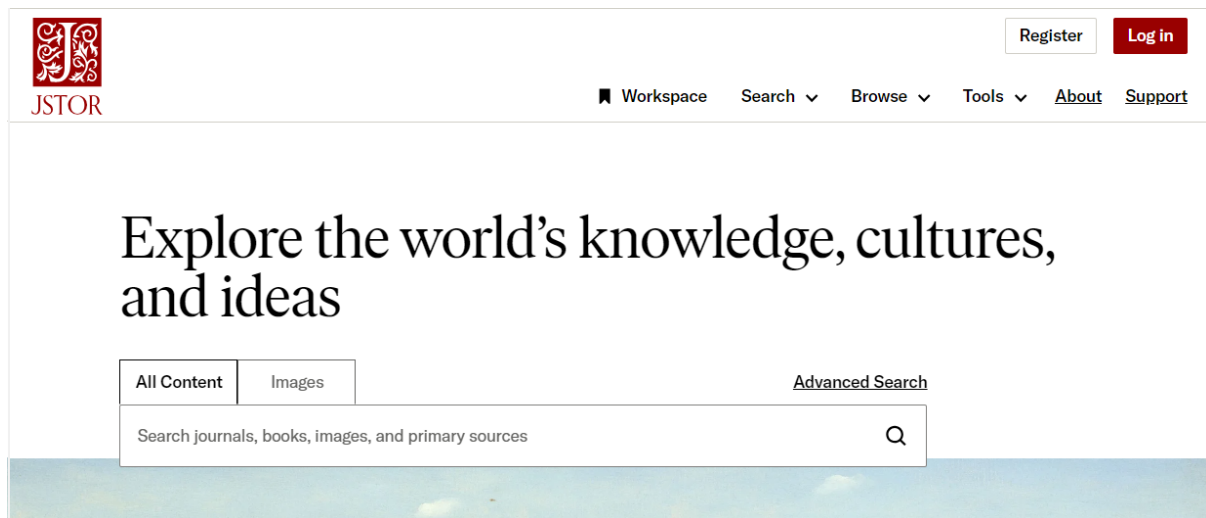 Register Log in
JSTOR
Workspace Search Browse Tools About Support
Explore the world’s knowledge, cultures,
and ideas
All Content Images Advanced Search
Search journals, books, images, and primary sources